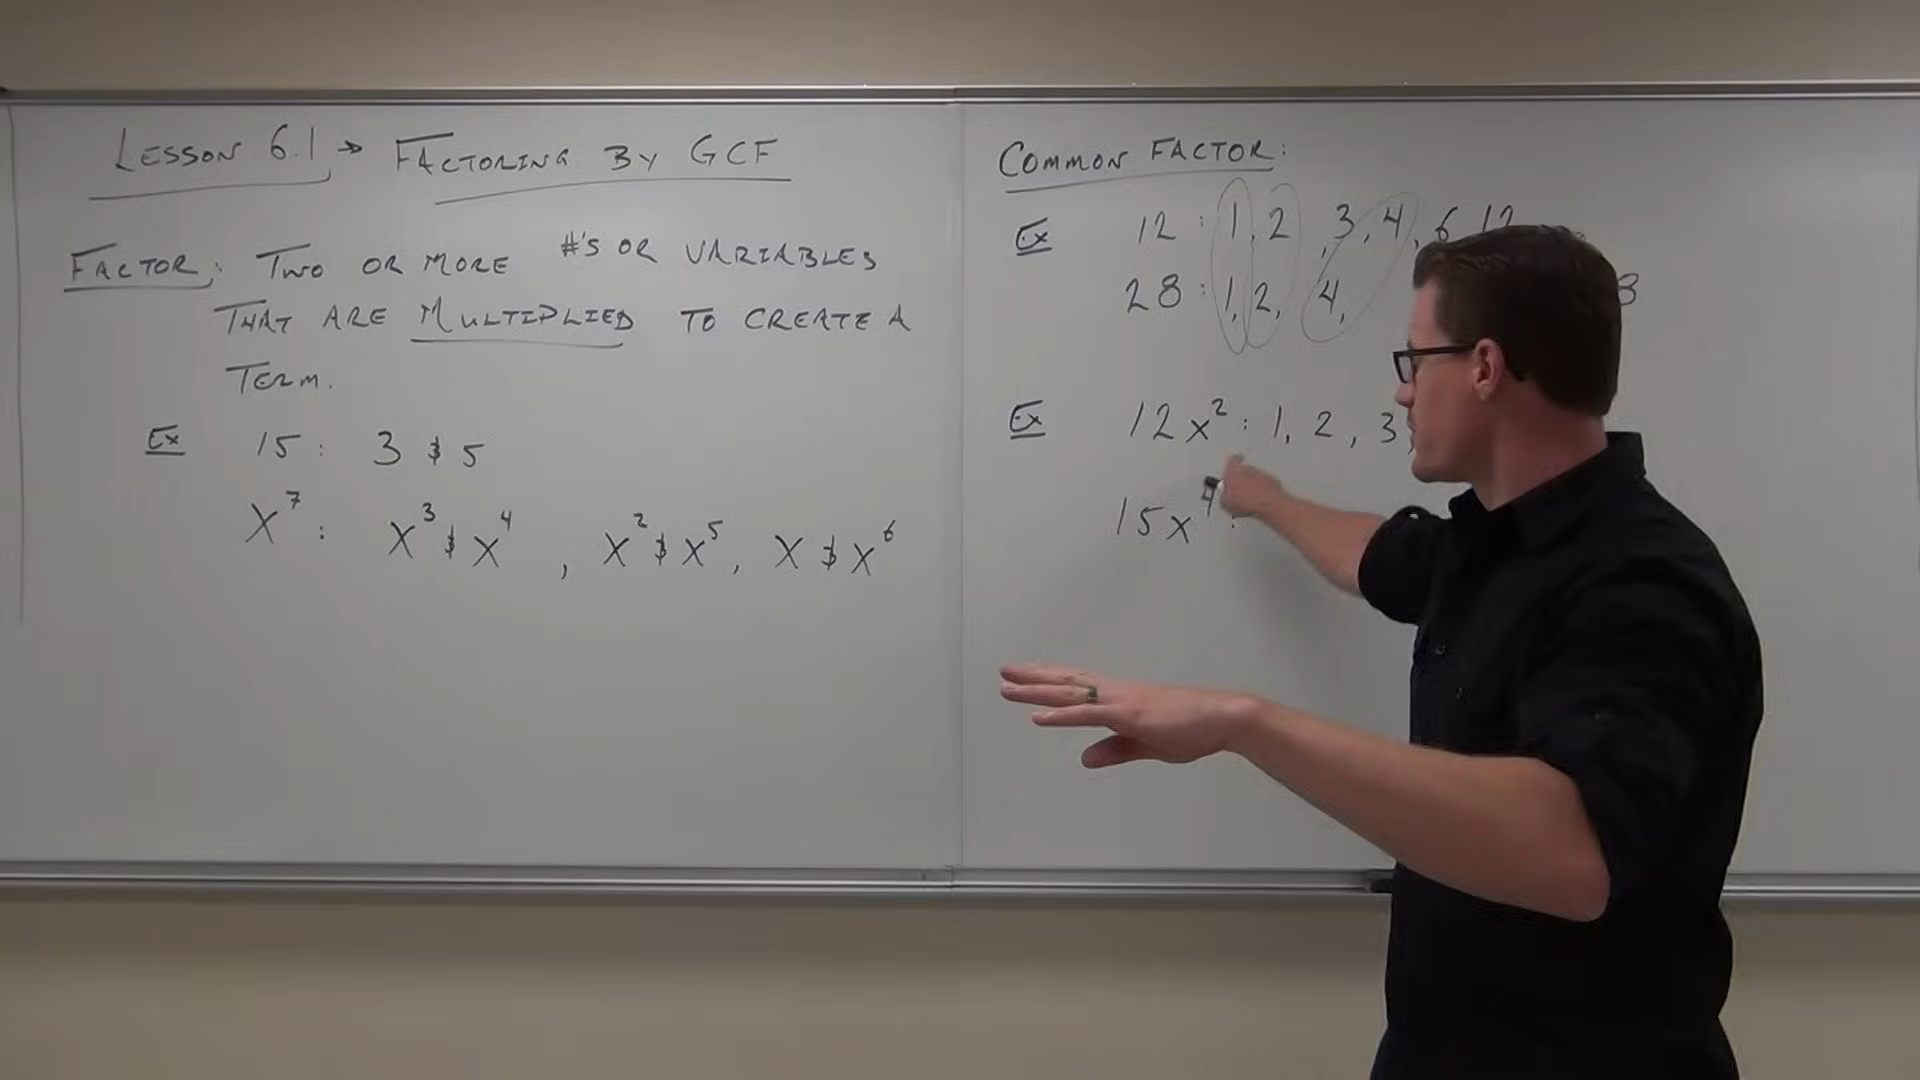 LESSON 6.1 → FACTORING BY GCF
FACTOR: TWO OR MORE #'S OR VARIABLES
THAT ARE MULTIPLIED TO CREATE A
TERM.
Ex 15: 3 & 5
x⁷: x³ & x⁴, x² & x⁵, x & x⁶
COMMON FACTOR:
Ex 12: 1, 2, 3, 4, 6, 12
28: 1, 2, 4,
Ex 12x²: 1, 2, 3,
15x⁴: